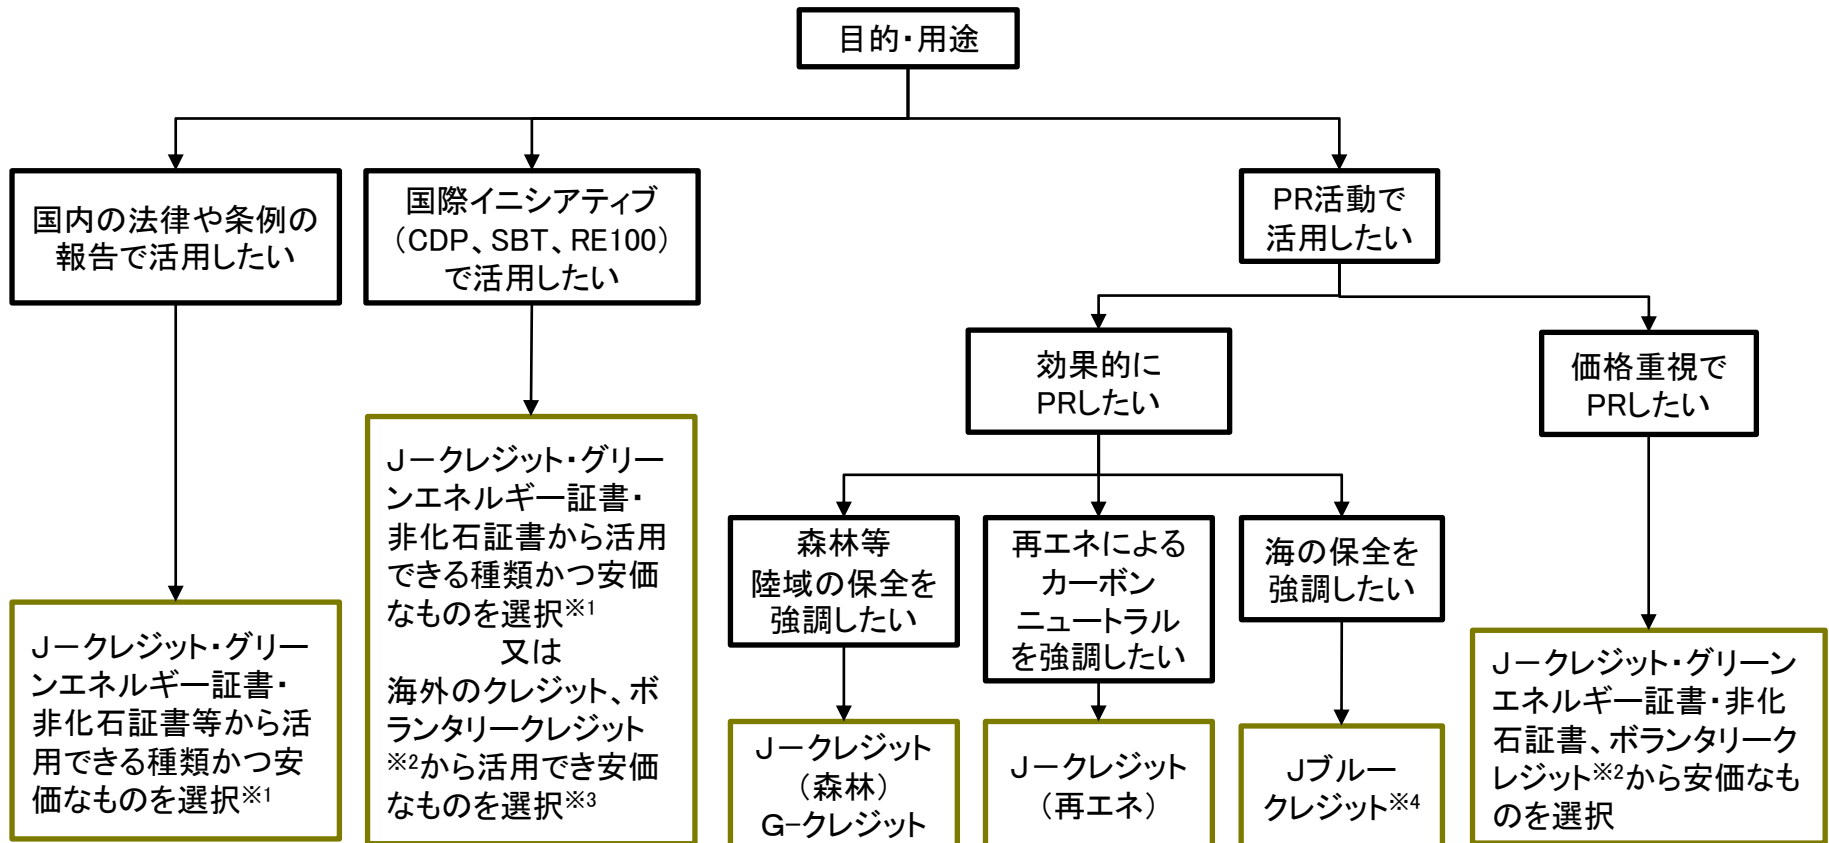 目的・用途
国内の法律や条例の
報告で活用したい
国際イニシアティブ
（CDP、SBT、RE100）
で活用したい
PR活動で
活用したい
効果的に
PRしたい
価格重視で
PRしたい
森林等
陸域の保全を
強調したい
再エネによる
カーボン
ニュートラル
を強調したい
海の保全を
強調したい
Ｊ－クレジット・グリー
ンエネルギー証書・
非化石証書等から活
用できる種類かつ安
価なものを選択※1
Ｊ－クレジット・グリー
ンエネルギー証書・
非化石証書から活用
できる種類かつ安価
なものを選択※1
又は
海外のクレジット、ボ
ランタリークレジット
※2から活用でき安価
なものを選択※3
Ｊ－クレジット
（森林）
G-クレジット
Ｊ－クレジット
（再エネ）
Ｊブルー
クレジット※4
Ｊ－クレジット・グリーン
エネルギー証書・非化
石証書、ボランタリーク
レジット※2から安価なも
のを選択